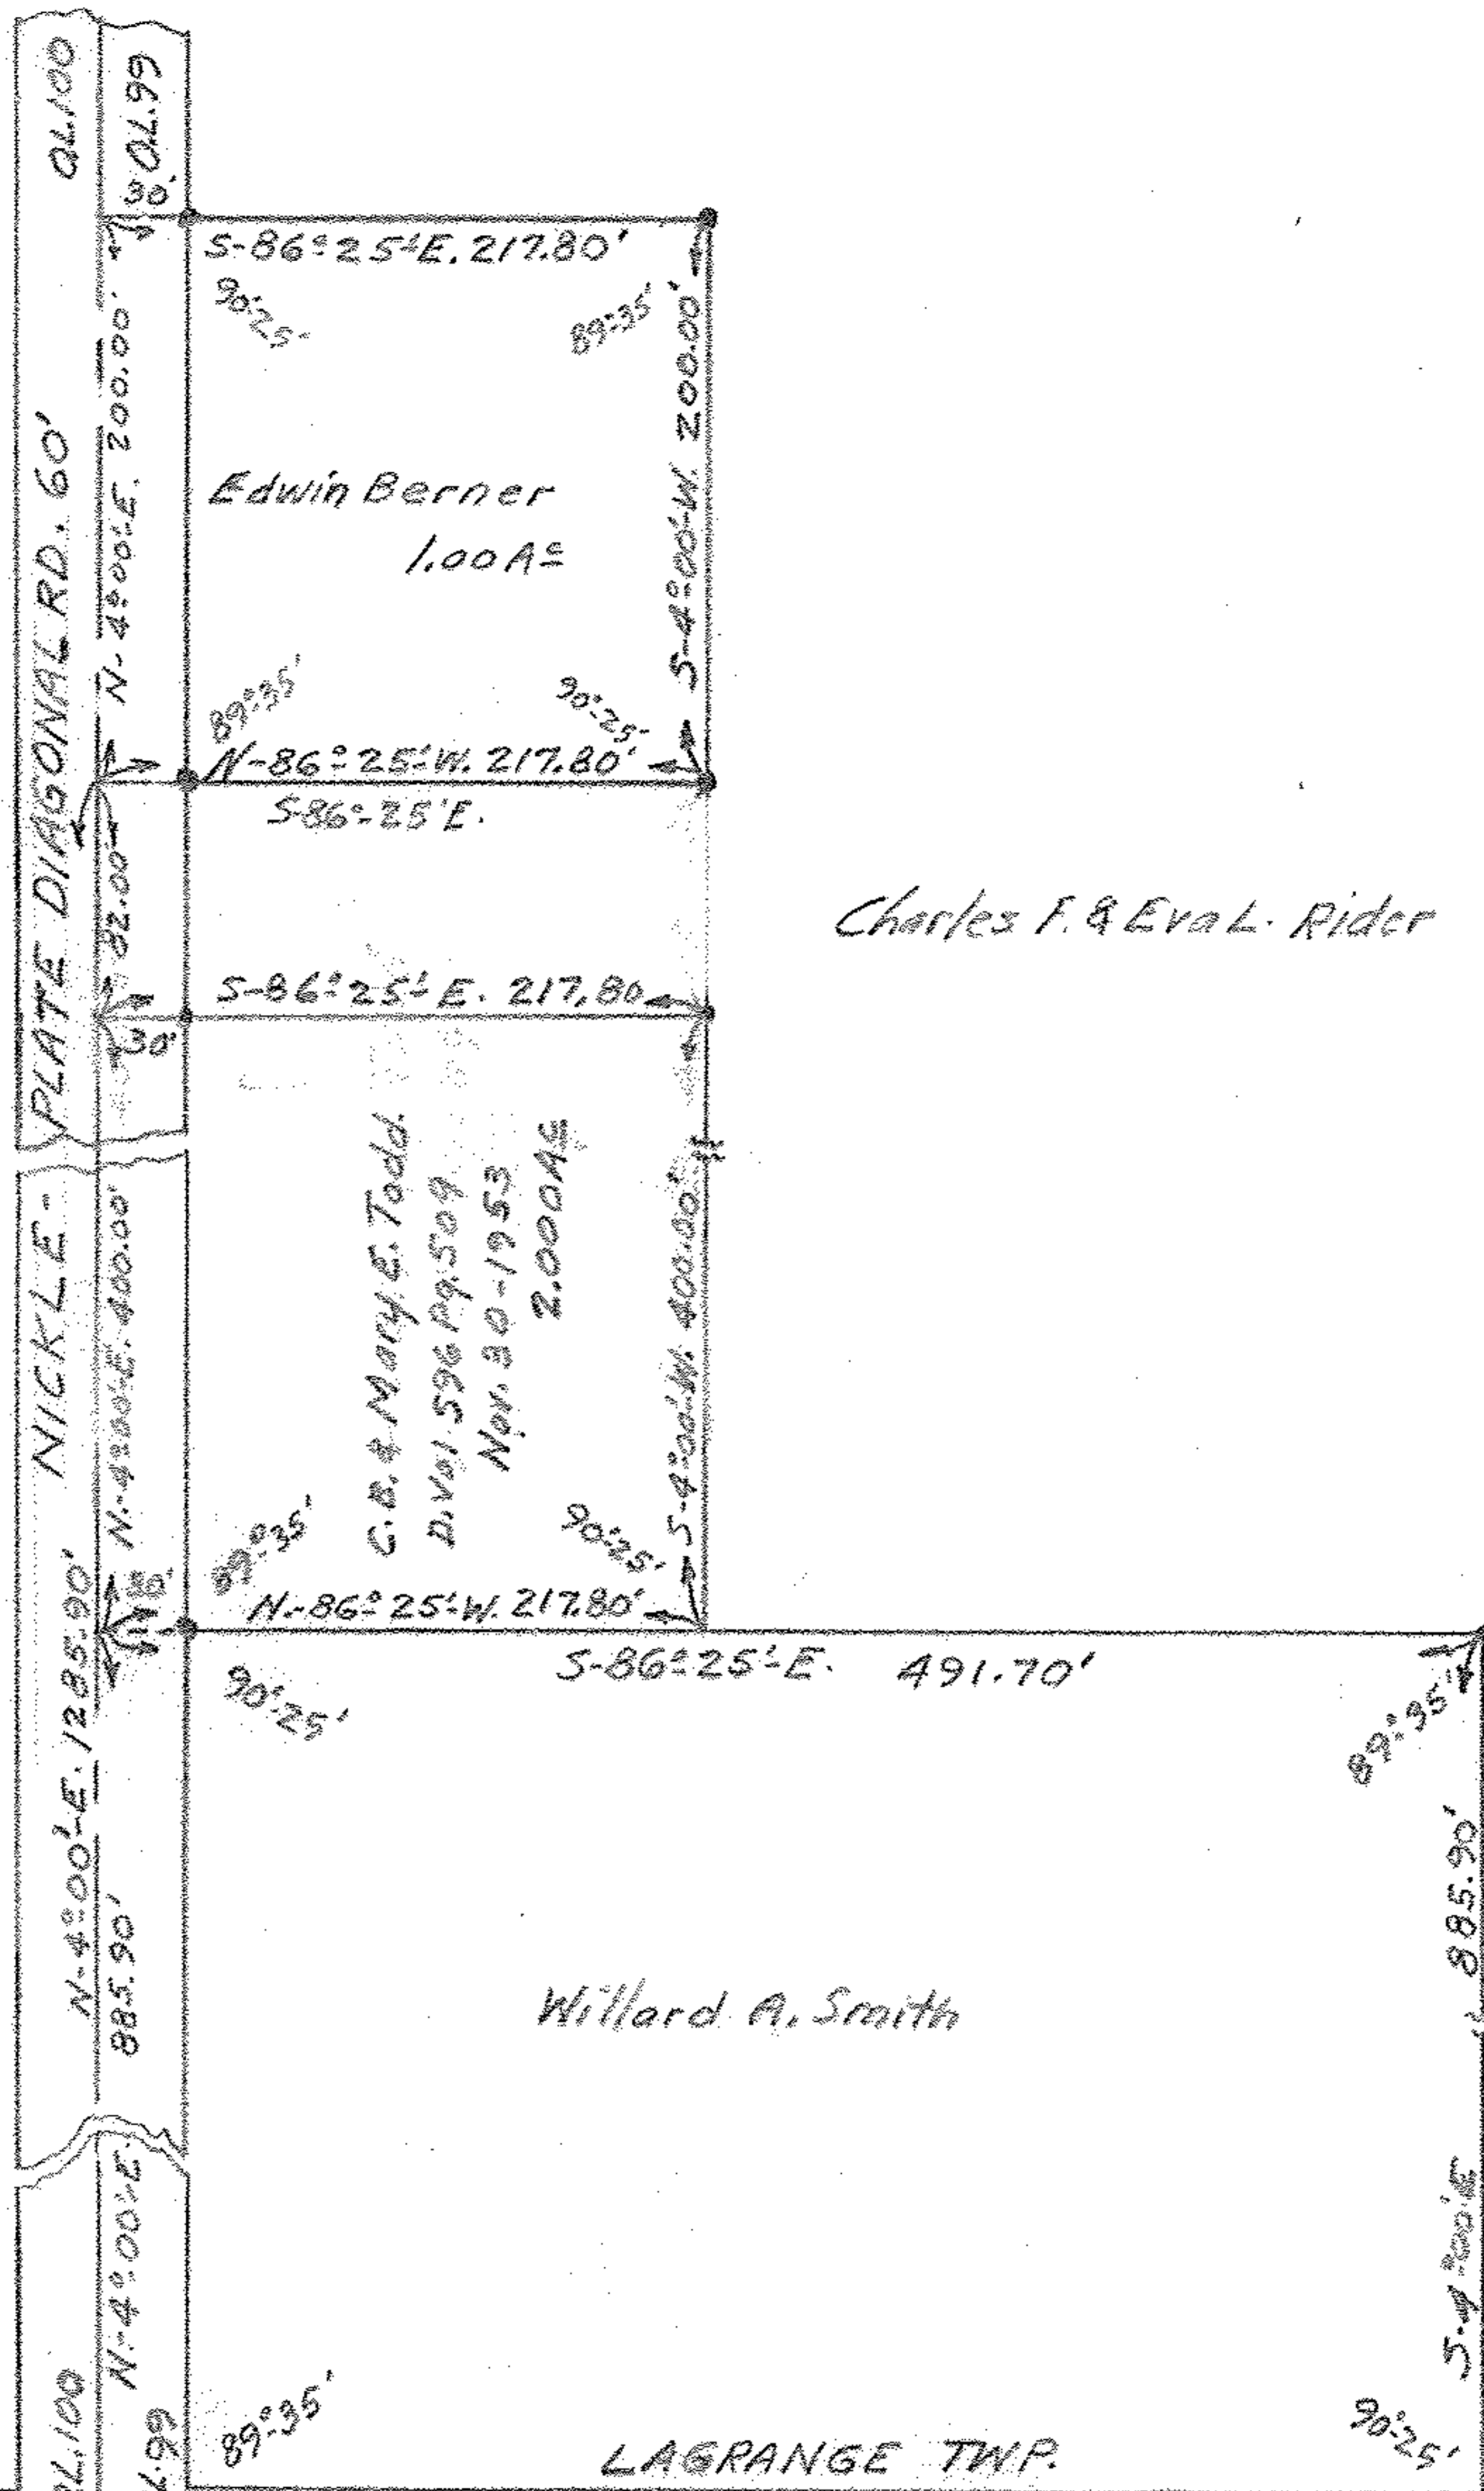 OL.100
OL.99
30'
S-86°25'E. 217.80'
90°-25'
89°-35'
N-4°00'E. 200.00'
S-4°00'W. 200.00'
Edwin Berner
1.00 Ac
89°-35'
90°-25'
N-86°25'W. 217.80'
S-86°-25'E.
NICKLE-PLATE DIAGONAL RD. 60'
82.00
Charles F. & Eva L. Rider
S-86°25'E. 217.80
30'
C.B. & Mary E. Todd.
D. Vol. 596 Pg. 509
Nov. 30-1953
2.000 Ac
N-4°00'E. 400.00'
S-4°00'W. 400.00'
89°-35'
90°-25'
30'
N-86°25'W. 217.80'
S-86°25'E. 491.70'
90°-25'
89°-35'
N-4°00'E. 1285.90'
885.90'
885.90'
Willard A. Smith
N-4°00'E.
S-4°00'E
OL.100
L.99
89°-35'
90°-25'
LAGRANGE TWP.